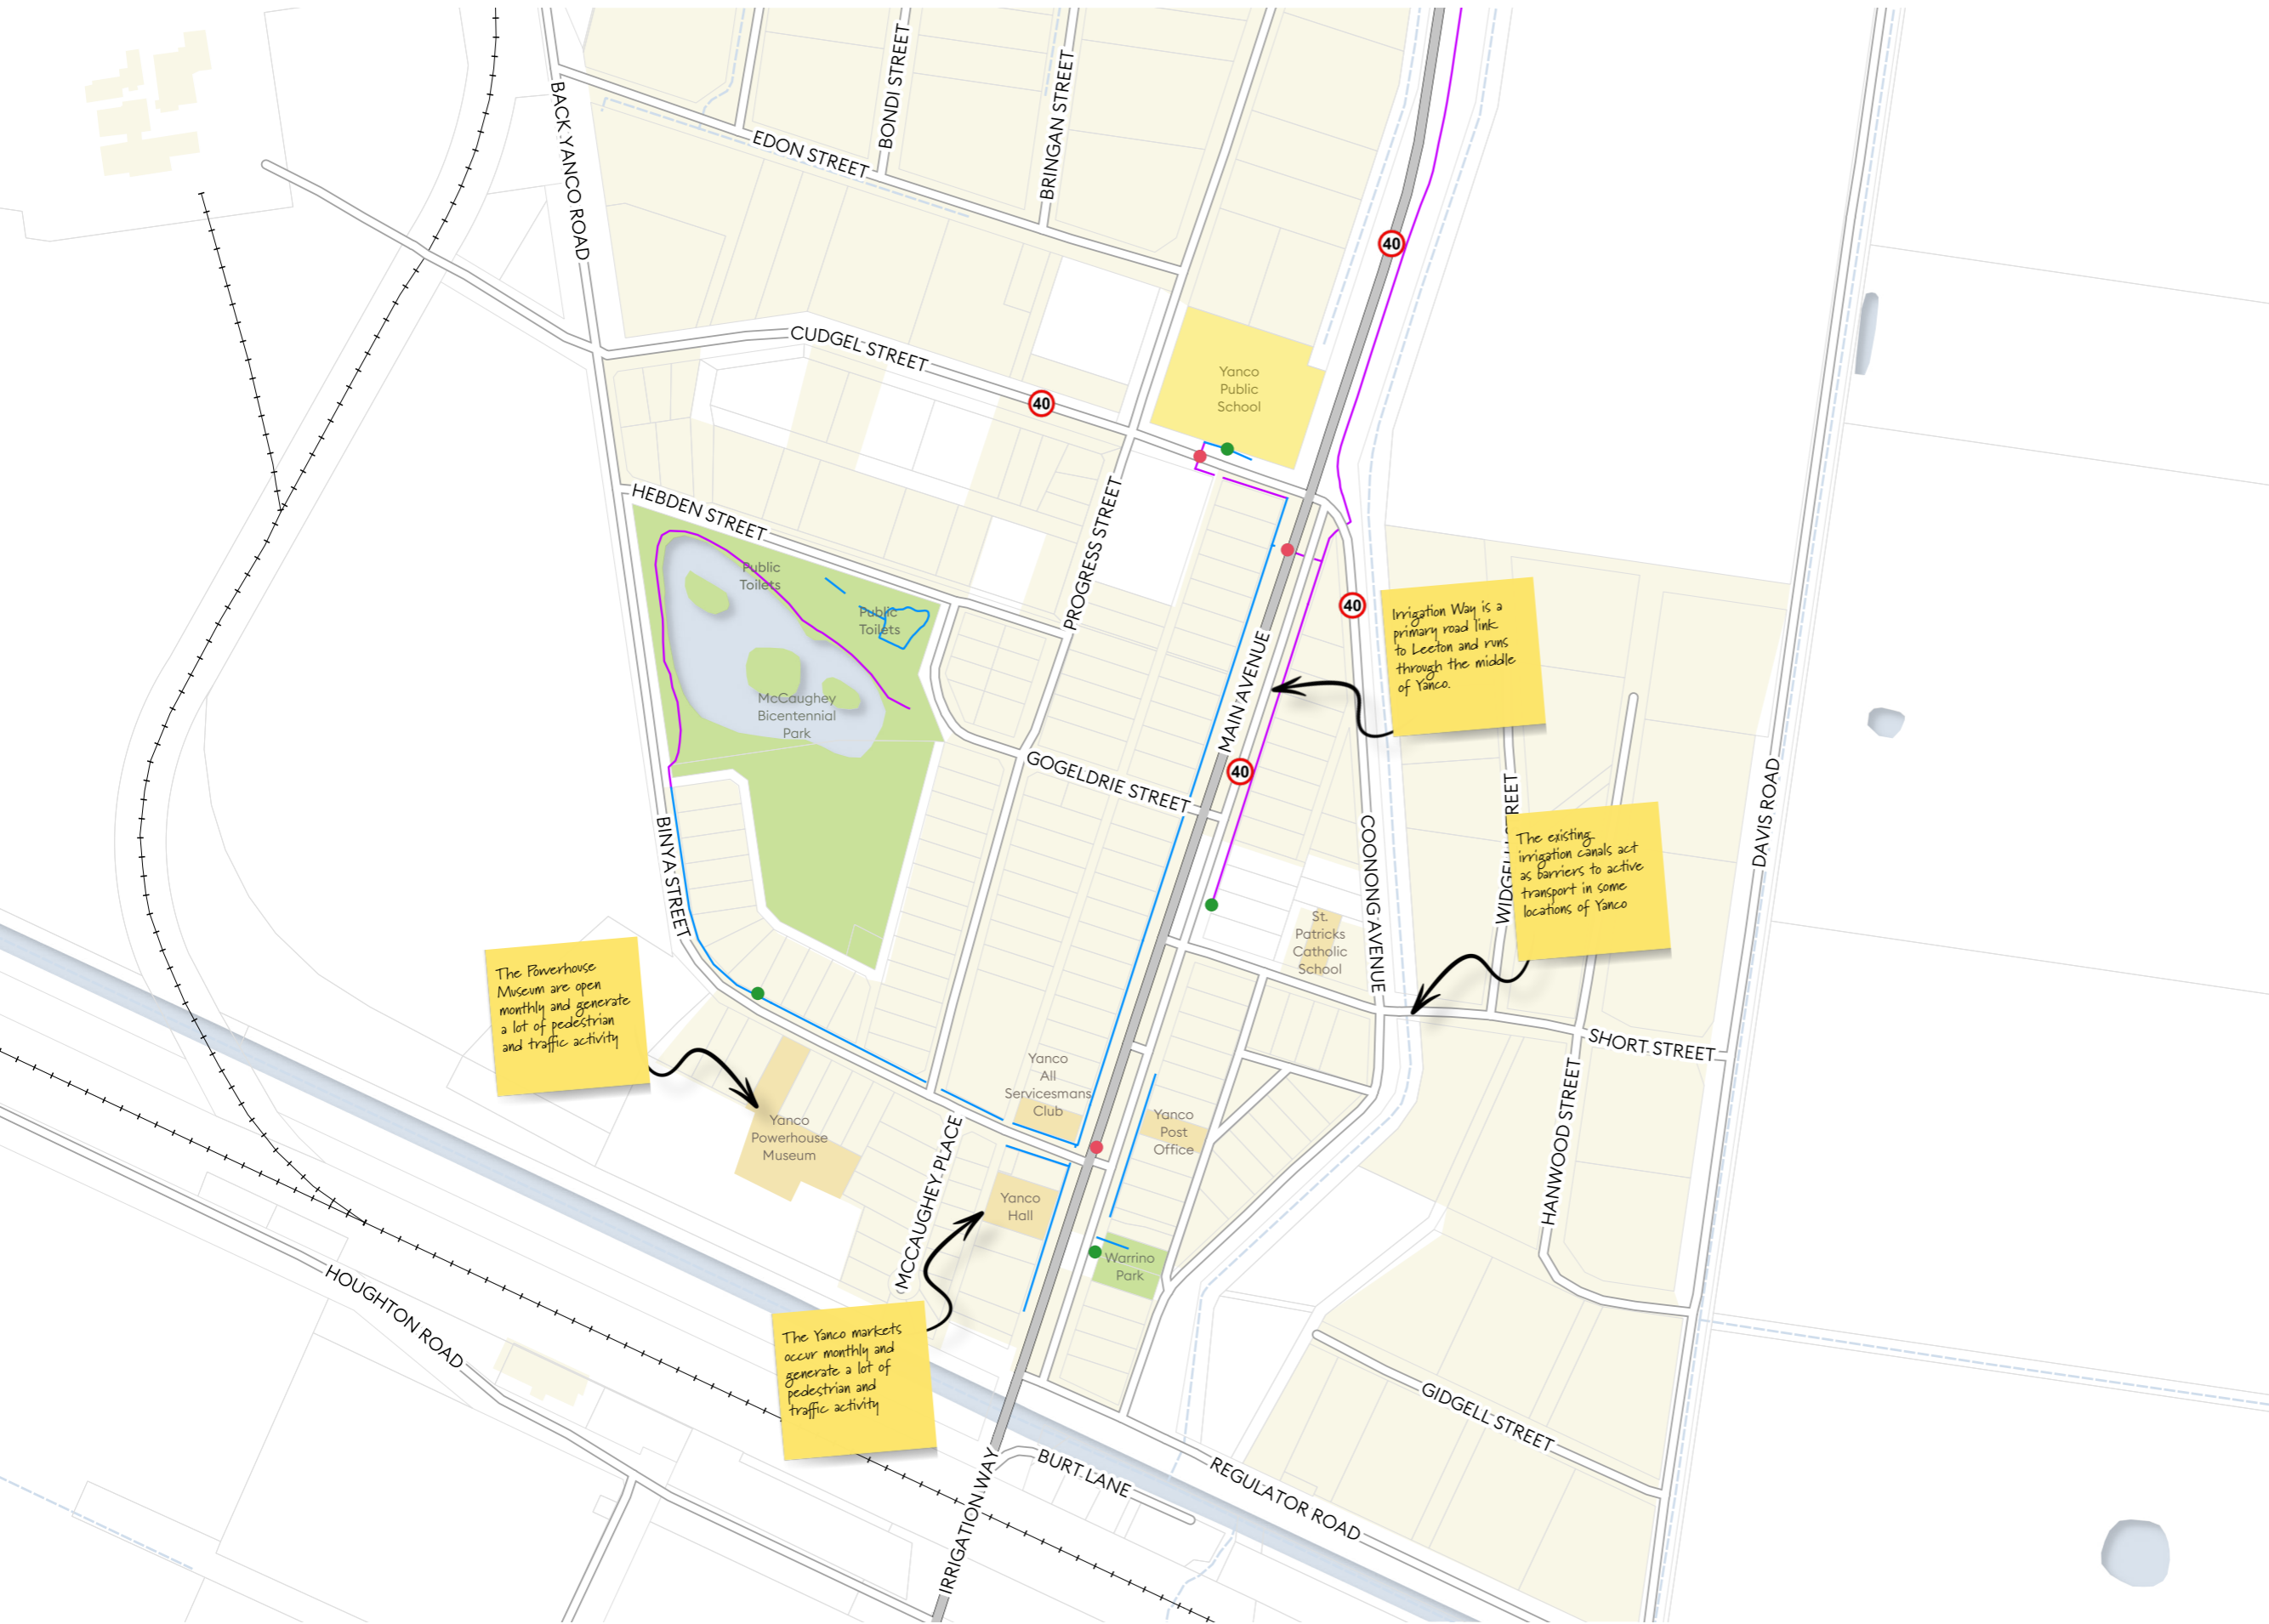 BACK YANCO ROAD
BONDI STREET
BRINGAN STREET
EDON STREET
40
CUDGEL STREET
40
Yanco
Public
School
HEBDEN STREET
PROGRESS STREET
Public
Toilets
Public
Toilets
McCaughey
Bicentennial
Park
MAIN AVENUE
40
40
Irrigation Way is a
primary road link
to Leeton and runs
through the middle
of Yanco.
GOGELDRIE STREET
COONONG AVENUE
DAVIS ROAD
The existing
irrigation canals act
as barriers to active
transport in some
locations of Yanco
BINYA STREET
St.
Patricks
Catholic
School
The Powerhouse
Museum are open
monthly and generate
a lot of pedestrian
and traffic activity
SHORT STREET
HANWOOD STREET
Yanco
All
Servicesmans
Club
Yanco
Post
Office
Yanco
Powerhouse
Museum
MCCAUGHEY PLACE
Yanco
Hall
Warrino
Park
HOUGHTON ROAD
The Yanco markets
occur monthly and
generate a lot of
pedestrian and
traffic activity
GIDGELL STREET
BURT LANE
REGULATOR ROAD
IRRIGATION WAY